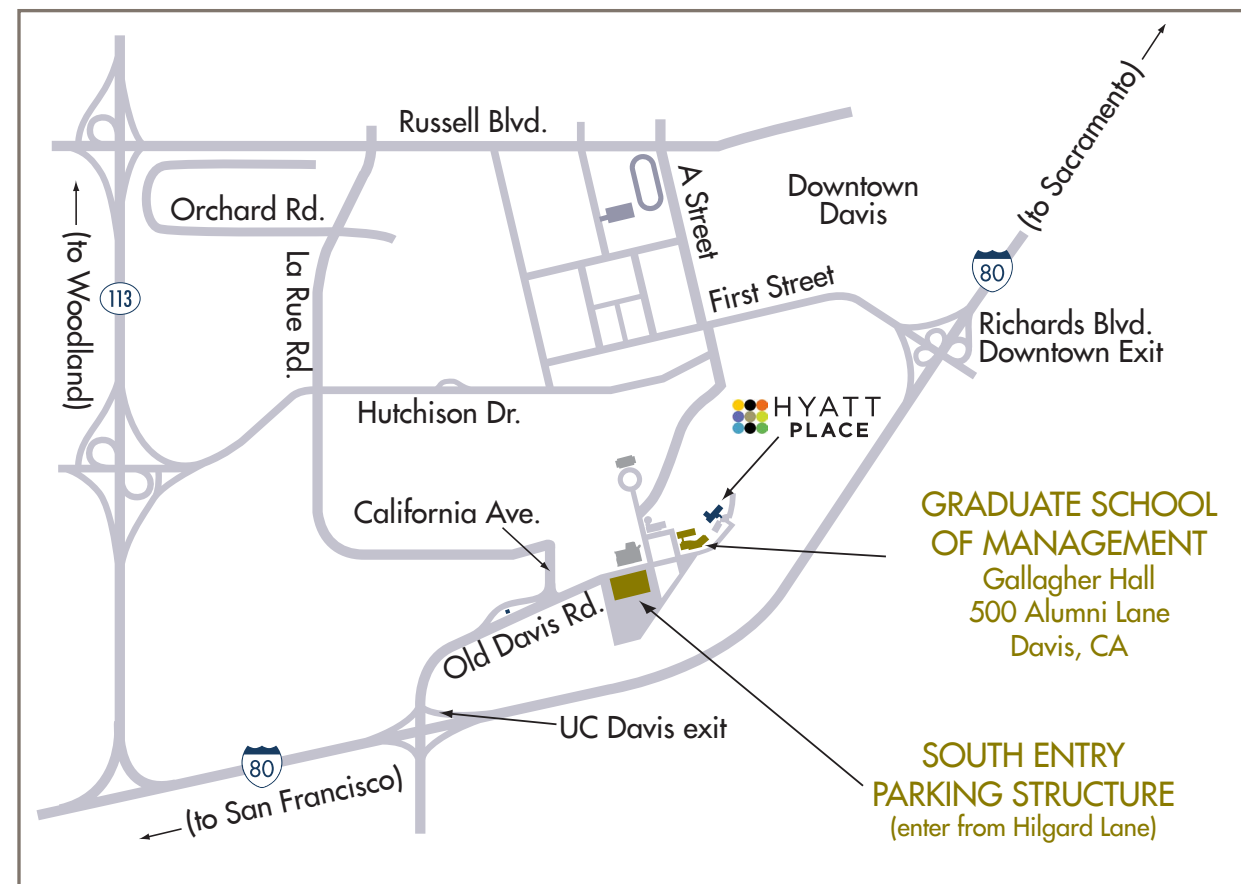 Russell Blvd.
(to Sacramento)
A Street
Downtown
Davis
Orchard Rd.
La Rue Rd.
(to Woodland)
113
80
First Street
Richards Blvd.
Downtown Exit
Hutchison Dr.
HYATT
PLACE
California Ave.
GRADUATE SCHOOL
OF MANAGEMENT
Gallagher Hall
500 Alumni Lane
Davis, CA
Old Davis Rd.
UC Davis exit
80
(to San Francisco)
SOUTH ENTRY
PARKING STRUCTURE
(enter from Hilgard Lane)